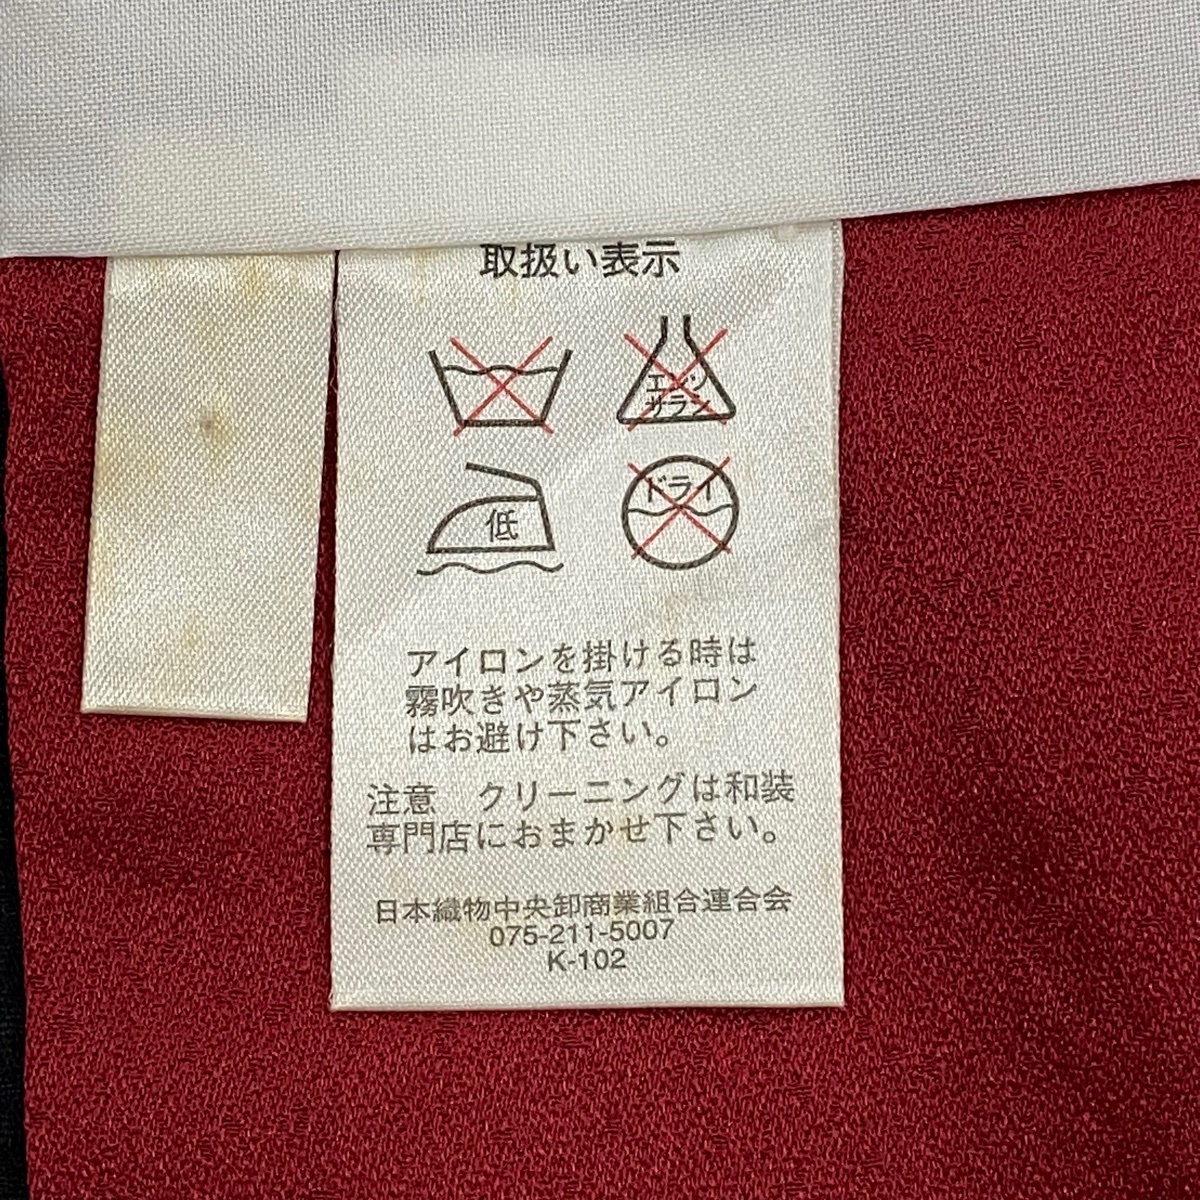 取扱い表示
エンソ
サラシ
低
ドライ
アイロンを掛ける時は
霧吹きや蒸気アイロン
はお避け下さい。
注意　クリーニングは和装
専門店におまかせ下さい。
日本織物中央卸商業組合連合会
075-211-5007
K-102